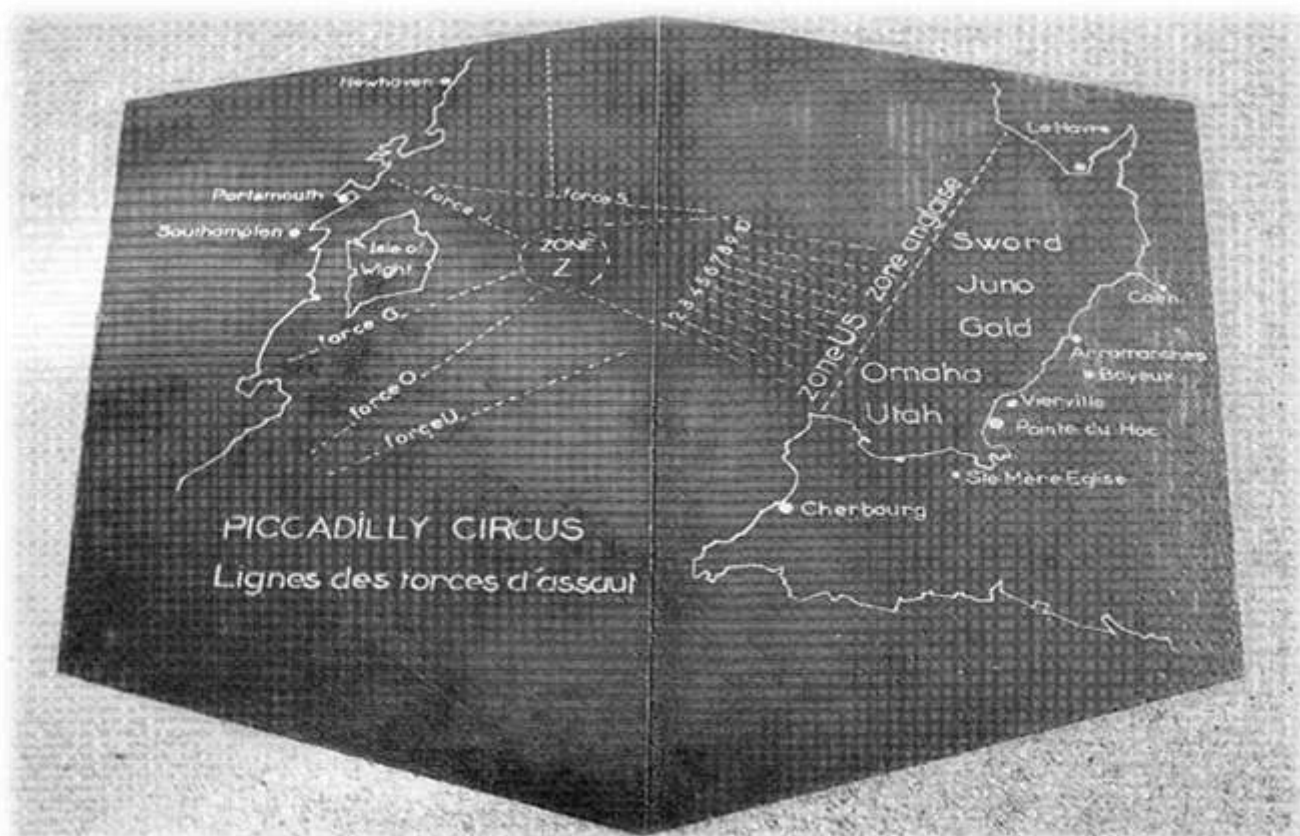 Newhaven
Portsmouth
Southampton
Isle of
Wight
force J.
force S.
ZONE
Z
force G.
force O.
force U.
2 3 4 5 6 7 8 9 10
zone US
zone anglaise
Le Havre
Sword
Juno
Gold
Omaha
Utah
Caen
Arromanches
Bayeux
Vierville
Pointe du Hoc
Ste Mère Eglise
Cherbourg
PICCADILLY CIRCUS
Lignes des forces d'assaut